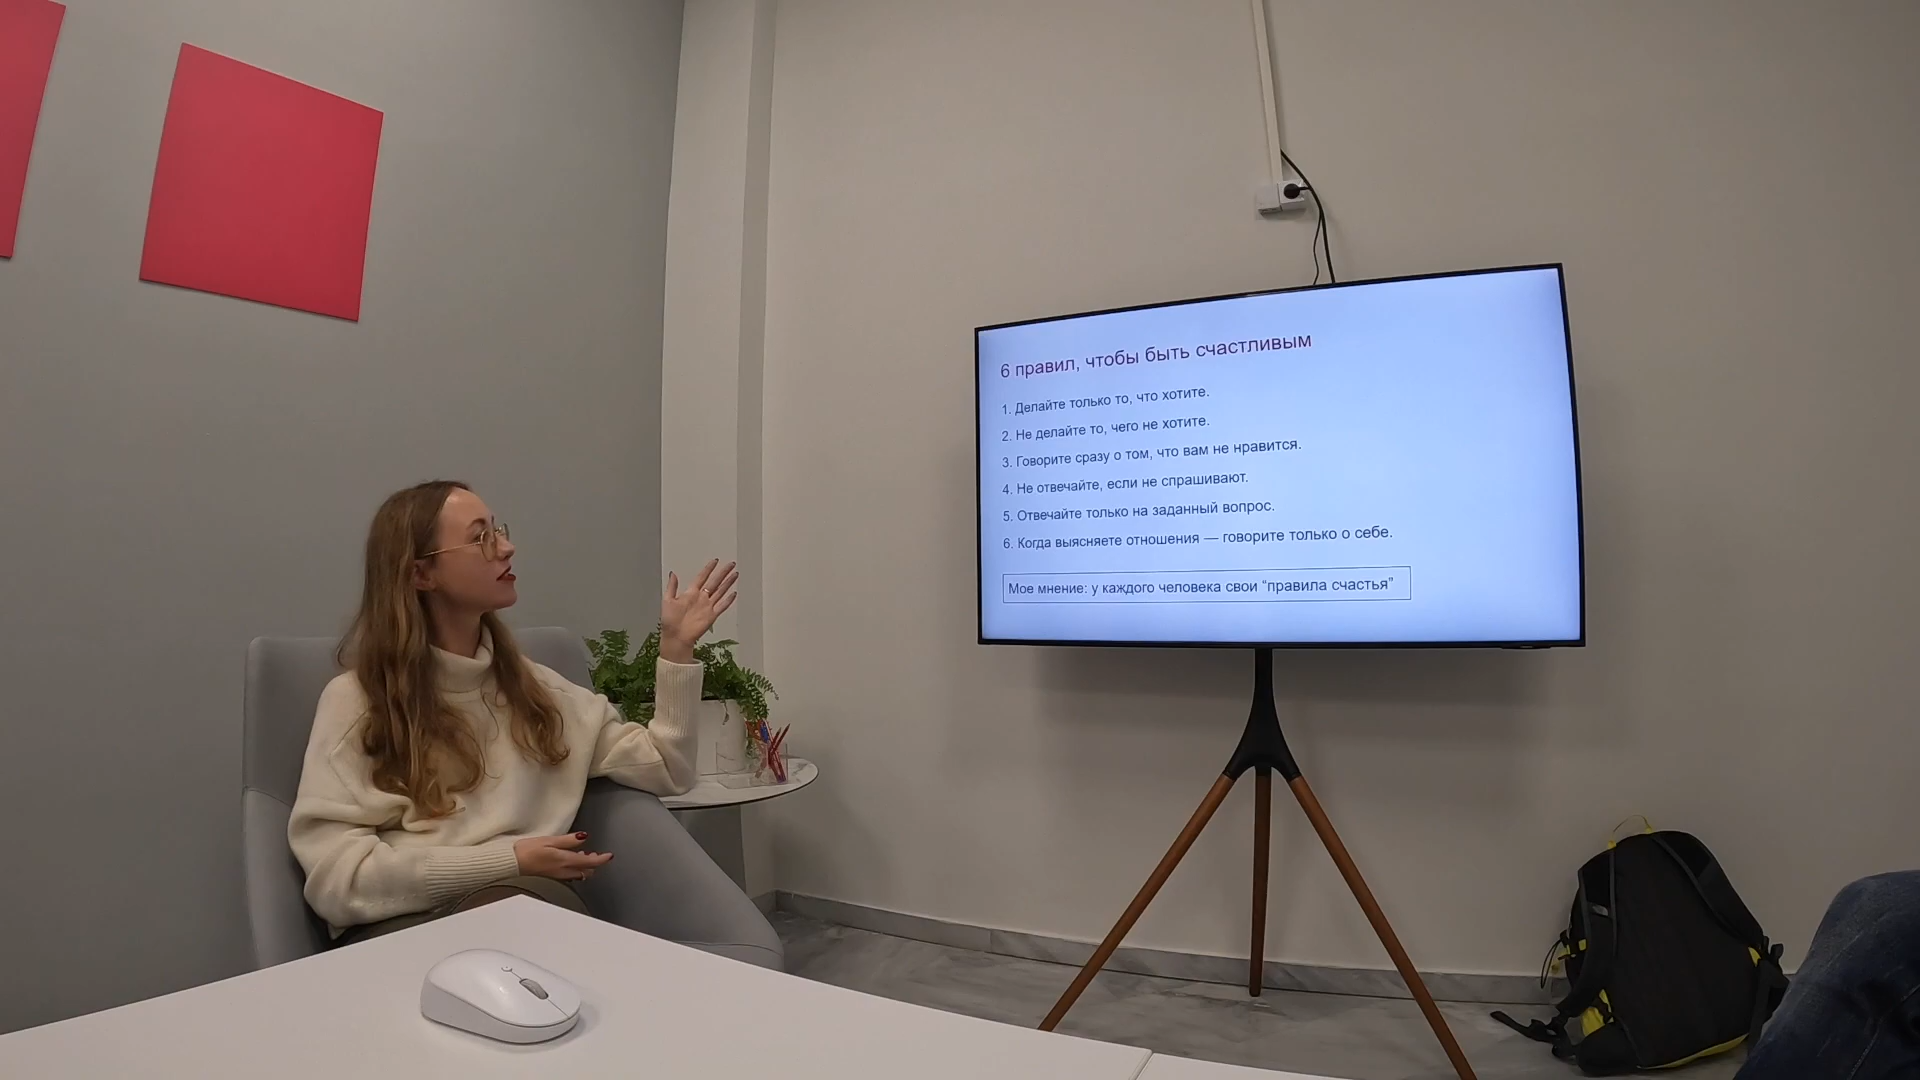 6 правил, чтобы быть счастливым
1. Делайте только то, что хотите.
2. Не делайте то, чего не хотите.
3. Говорите сразу о том, что вам не нравится.
4. Не отвечайте, если не спрашивают.
5. Отвечайте только на заданный вопрос.
6. Когда выясняете отношения — говорите только о себе.
Мое мнение: у каждого человека свои “правила счастья”